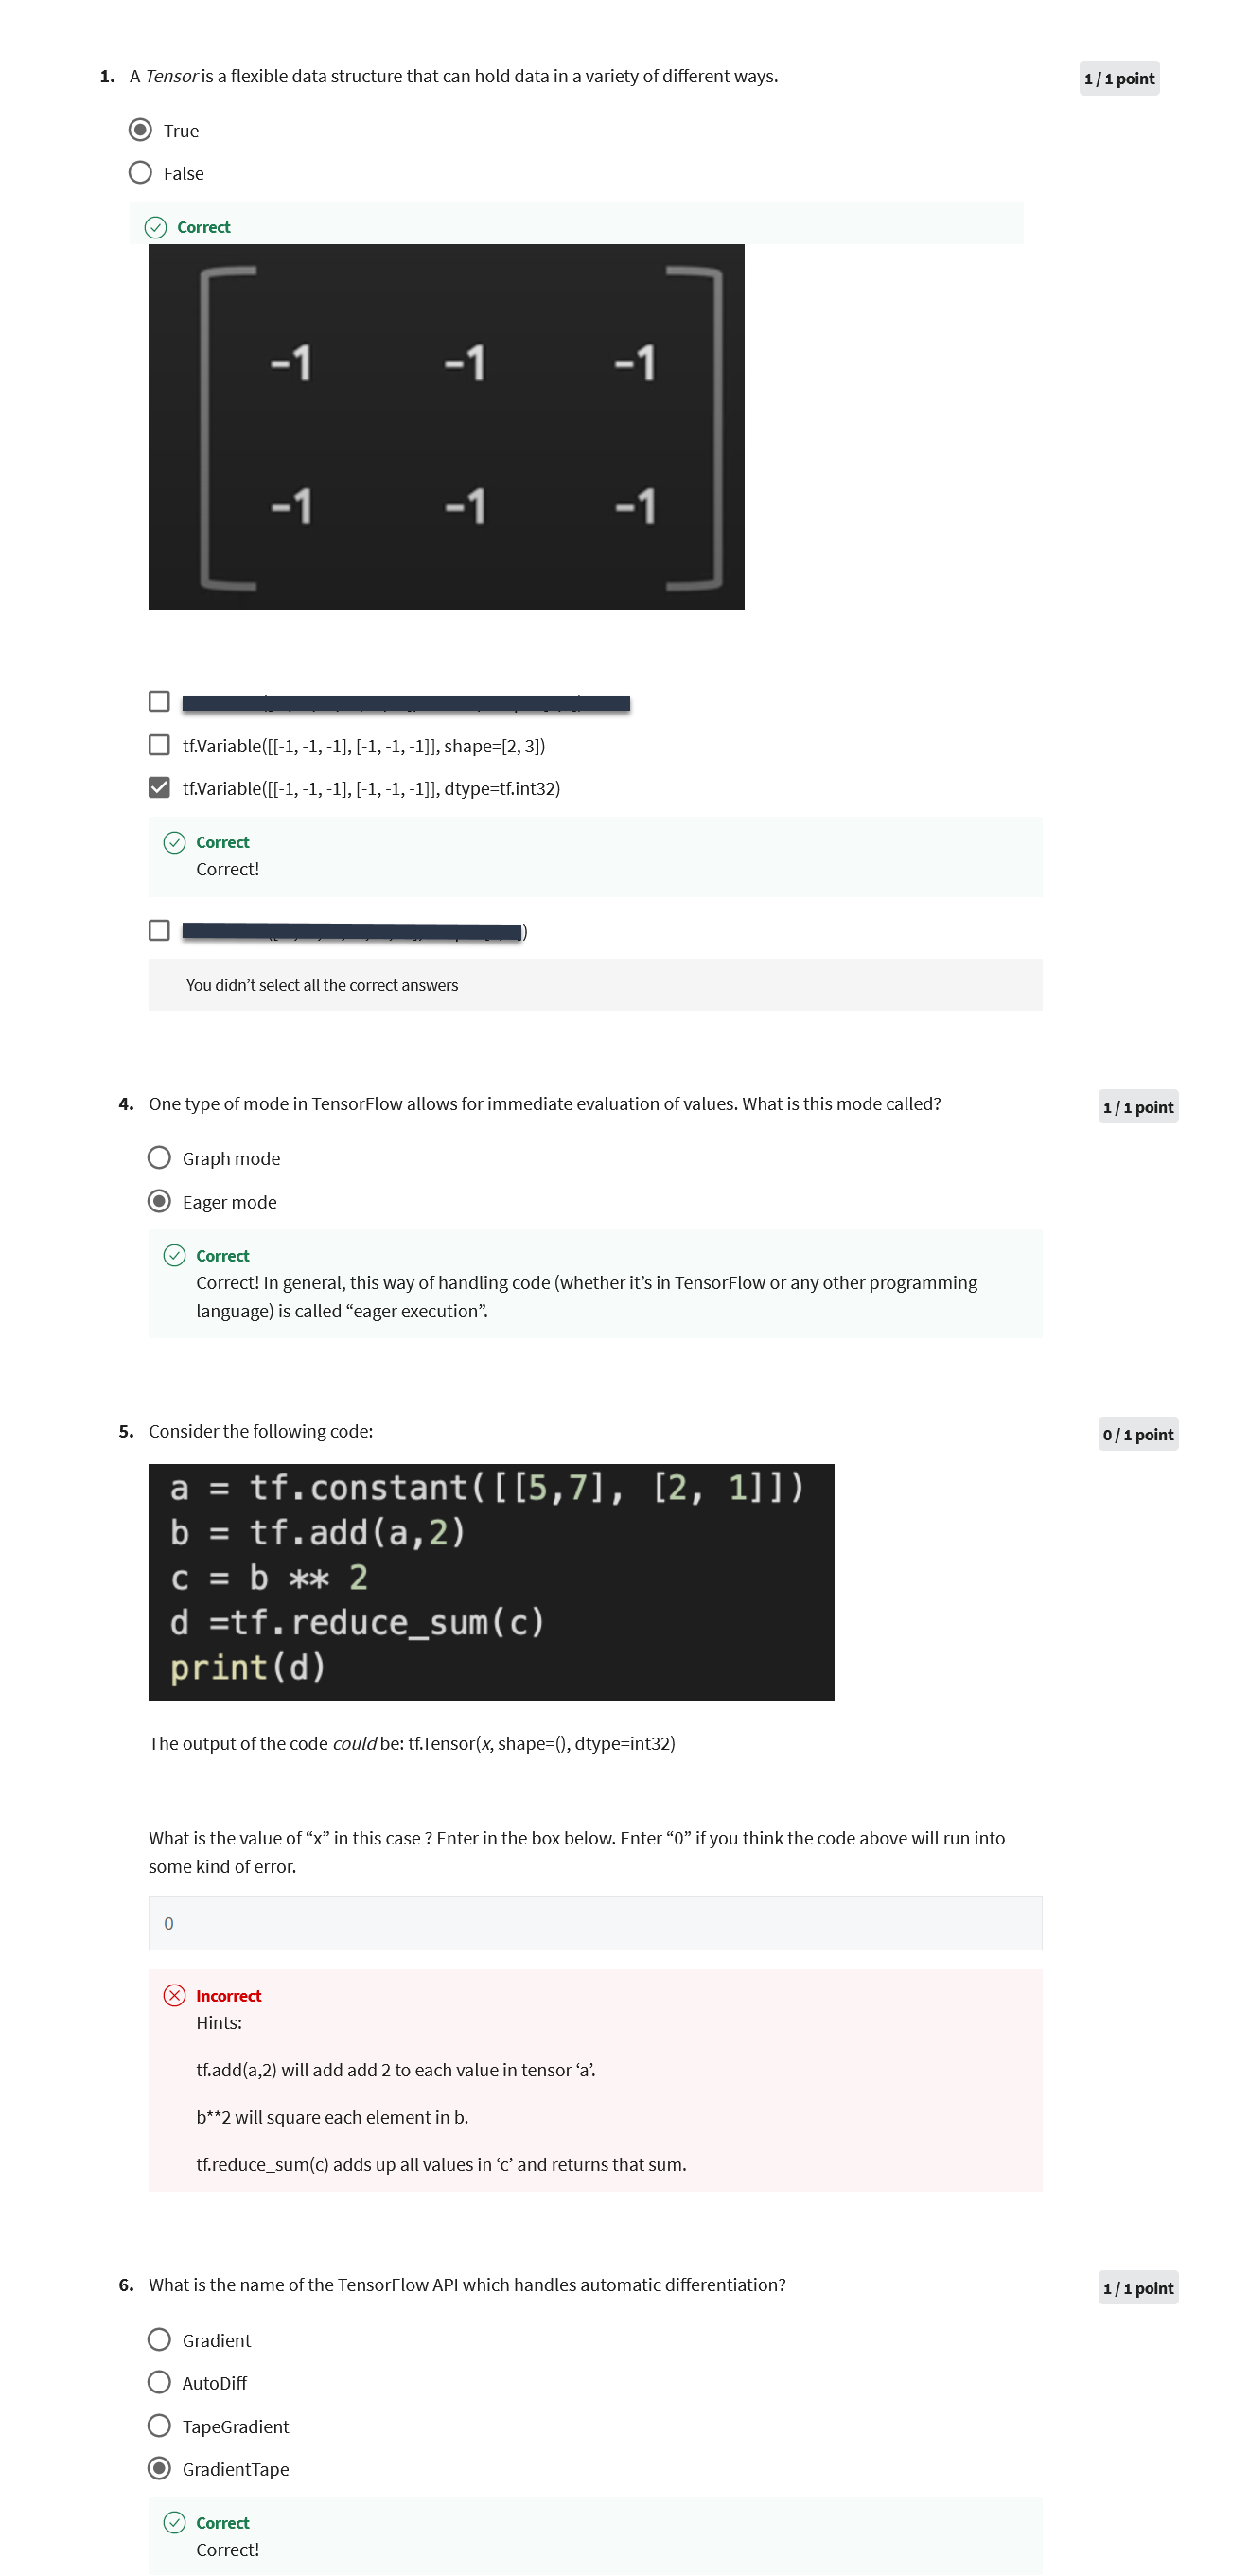 1. A Tensor is a flexible data structure that can hold data in a variety of different ways.
1 / 1 point
True
False
Correct
-1 -1 -1
-1 -1 -1
tf.Variable([[-1, -1, -1], [-1, -1, -1]], shape=[2, 3])
tf.Variable([[-1, -1, -1], [-1, -1, -1]], dtype=tf.int32)
Correct
Correct!
)
You didn’t select all the correct answers
4. One type of mode in TensorFlow allows for immediate evaluation of values. What is this mode called?
1 / 1 point
Graph mode
Eager mode
Correct
Correct! In general, this way of handling code (whether it’s in TensorFlow or any other programming
language) is called “eager execution”.
5. Consider the following code:
0 / 1 point
a = tf.constant([[5,7], [2, 1]])
b = tf.add(a,2)
c = b ** 2
d =tf.reduce_sum(c)
print(d)
The output of the code could be: tf.Tensor(x, shape=(), dtype=int32)
What is the value of “x” in this case ? Enter in the box below. Enter “0” if you think the code above will run into
some kind of error.
0
Incorrect
Hints:
tf.add(a,2) will add add 2 to each value in tensor ‘a’.
b**2 will square each element in b.
tf.reduce_sum(c) adds up all values in ‘c’ and returns that sum.
6. What is the name of the TensorFlow API which handles automatic differentiation?
1 / 1 point
Gradient
AutoDiff
TapeGradient
GradientTape
Correct
Correct!